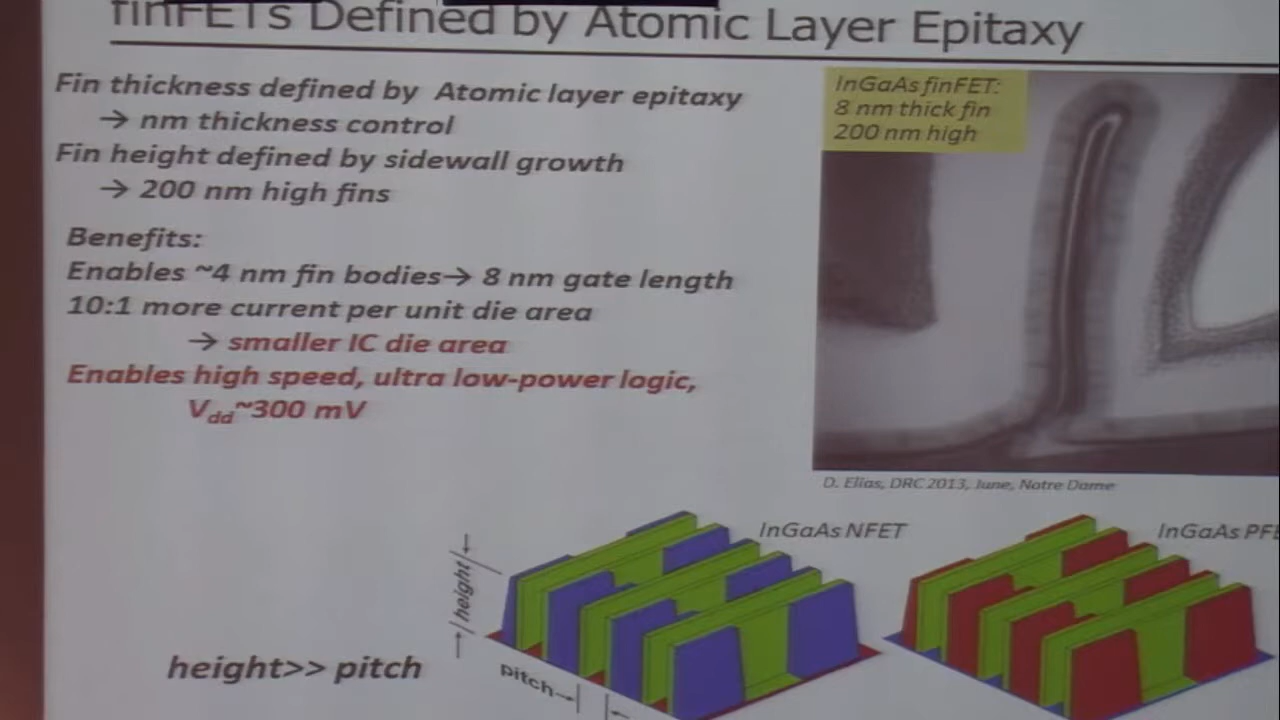 finFETs Defined by Atomic Layer Epitaxy
Fin thickness defined by Atomic layer epitaxy
→ nm thickness control
Fin height defined by sidewall growth
→ 200 nm high fins
Benefits:
Enables ~4 nm fin bodies→ 8 nm gate length
10:1 more current per unit die area
→ smaller IC die area
Enables high speed, ultra low-power logic,
Vdd~300 mV
InGaAs finFET:
8 nm thick fin
200 nm high
D. Elias, DRC 2013, June, Notre Dame
InGaAs NFET
InGaAs PFE
height
pitch
height>> pitch